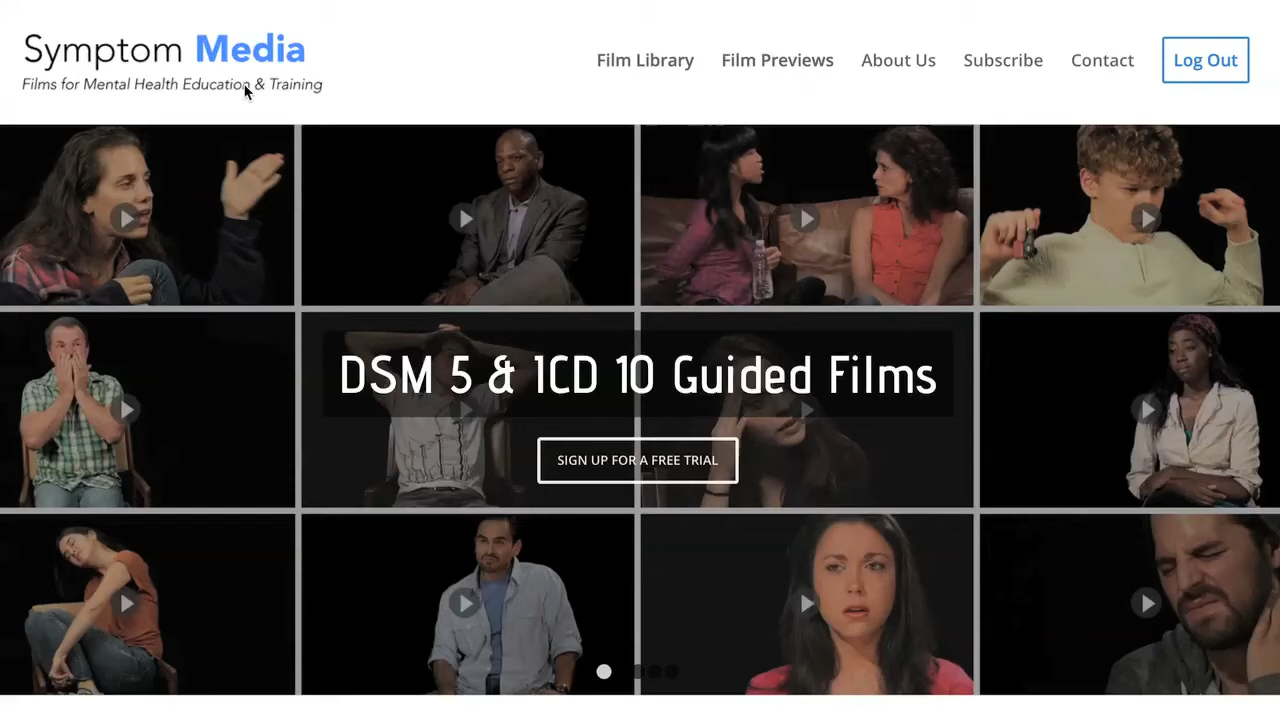 Symptom Media
Films for Mental Health Education & Training
Film Library
Film Previews
About Us
Subscribe
Contact
Log Out
DSM 5 & ICD 10 Guided Films
SIGN UP FOR A FREE TRIAL